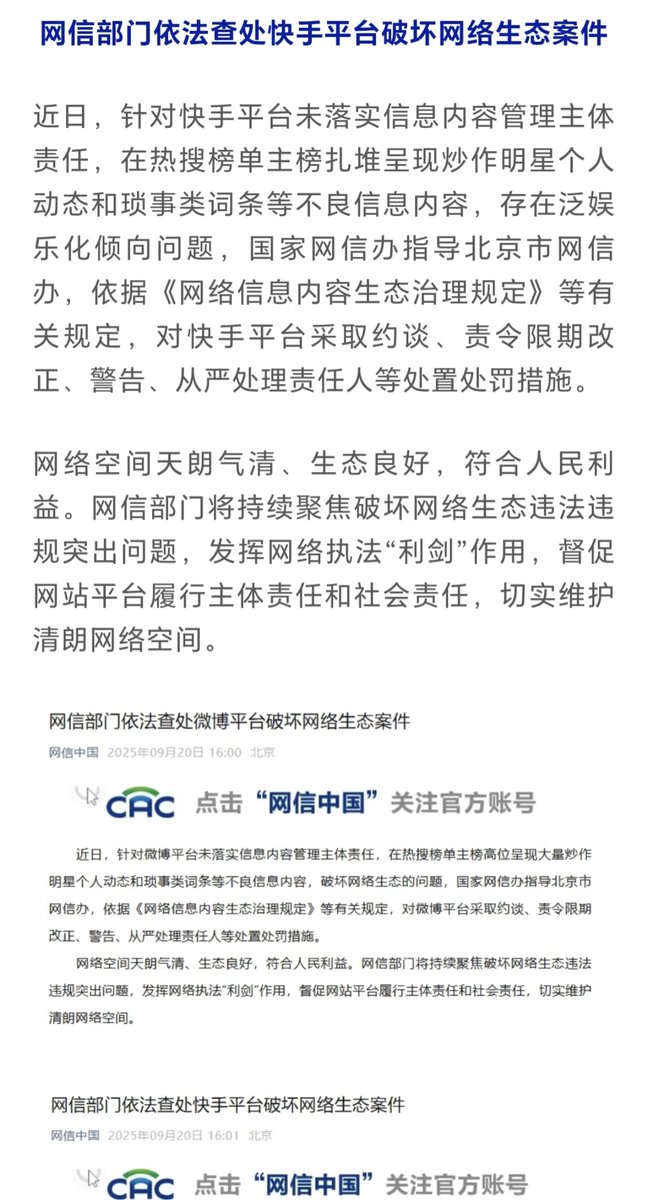 网信部门依法查处快手平台破坏网络生态案件
近日，针对快手平台未落实信息内容管理主体
责任，在热搜榜单主榜扎堆呈现炒作明星个人
动态和琐事类词条等不良信息内容，存在泛娱
乐化倾向问题，国家网信办指导北京市网信
办，依据《网络信息内容生态治理规定》等有
关规定，对快手平台采取约谈、责令限期改
正、警告、从严处理责任人等处置处罚措施。
网络空间天朗气清、生态良好，符合人民利
益。网信部门将持续聚焦破坏网络生态违法违
规突出问题，发挥网络执法“利剑”作用，督促
网站平台履行主体责任和社会责任，切实维护
清朗网络空间。
网信部门依法查处微博平台破坏网络生态案件
网信中国 2025年09月20日 16:00 北京
CAC 点击“网信中国”关注官方账号
近日，针对微博平台未落实信息内容管理主体责任，在热搜榜单主榜高位呈现大量炒作
明星个人动态和琐事类词条等不良信息内容，破坏网络生态的问题，国家网信办指导北京市
网信办，依据《网络信息内容生态治理规定》等有关规定，对微博平台采取约谈、责令限期
改正、警告、从严处理责任人等处置处罚措施。
网络空间天朗气清、生态良好，符合人民利益。网信部门将持续聚焦破坏网络生态违法
违规突出问题，发挥网络执法“利剑”作用，督促网站平台履行主体责任和社会责任，切实维护
清朗网络空间。
网信部门依法查处快手平台破坏网络生态案件
网信中国 2025年09月20日 16:01 北京
CAC 点击“网信中国”关注官方账号